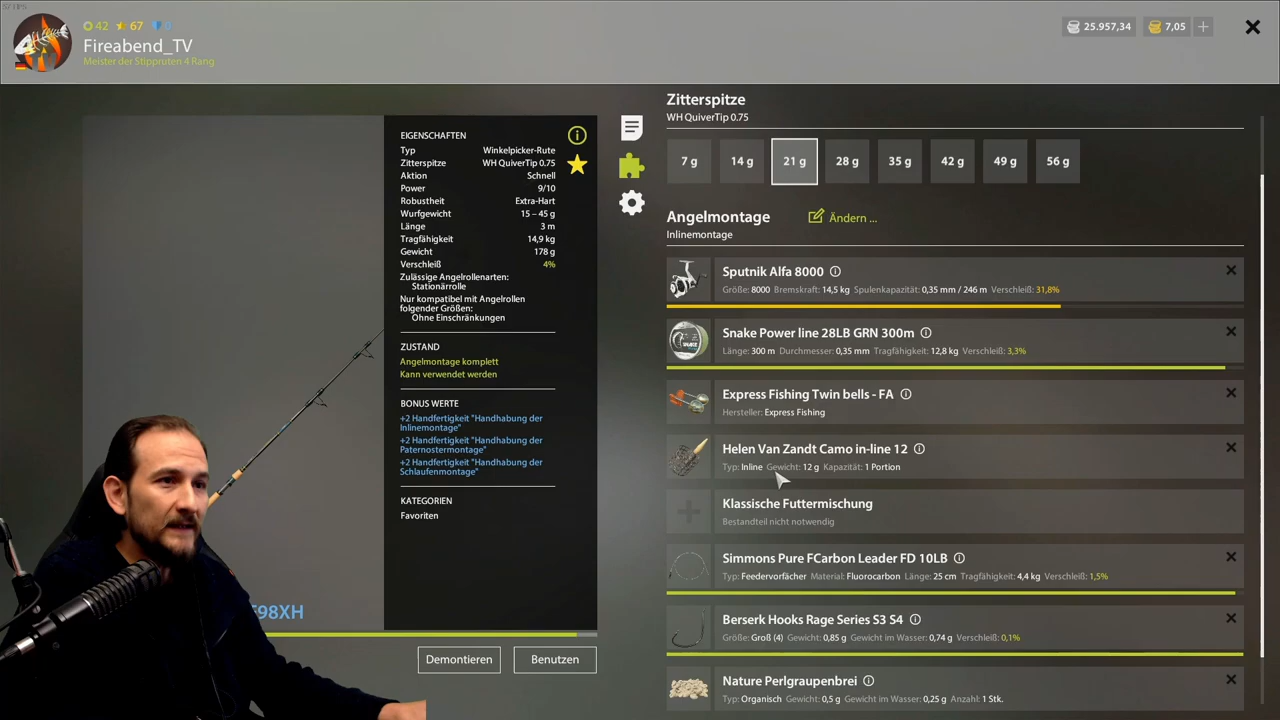 42 67 0
Fireabend_TV
Meister der Stippruten 4 Rang
25.957,34 7,05
EIGENSCHAFTEN
Typ Winkelpicker-Rute
Zitterspitze WH QuiverTip 0.75
Aktion Schnell
Power 9/10
Robustheit Extra-Hart
Wurfgewicht 15 – 45 g
Länge 3 m
Tragfähigkeit 14,9 kg
Gewicht 178 g
Verschleiß 4%
Zulässige Angelrollenarten:
Stationärrolle
Nur kompatibel mit Angelrollen
folgender Größen:
Ohne Einschränkungen
ZUSTAND
Angelmontage komplett
Kann verwendet werden
BONUS WERTE
+2 Handfertigkeit "Handhabung der
Inlinemontage"
+2 Handfertigkeit "Handhabung der
Paternostermontage"
+2 Handfertigkeit "Handhabung der
Schlaufenmontage"
KATEGORIEN
Favoriten
98XH
Demontieren Benutzen
Zitterspitze
WH QuiverTip 0.75
7 g 14 g 21 g 28 g 35 g 42 g 49 g 56 g
Angelmontage Ändern ...
Inlinemontage
Sputnik Alfa 8000
Größe: 8000 Bremskraft: 14,5 kg Spulenkapazität: 0,35 mm / 246 m Verschleiß: 31,8%
Snake Power line 28LB GRN 300m
Länge: 300 m Durchmesser: 0,35 mm Tragfähigkeit: 12,8 kg Verschleiß: 3,3%
Express Fishing Twin bells - FA
Hersteller: Express Fishing
Helen Van Zandt Camo in-line 12
Typ: Inline Gewicht: 12 g Kapazität: 1 Portion
Klassische Futtermischung
Bestandteil nicht notwendig
Simmons Pure FCarbon Leader FD 10LB
Typ: Feedervorfächer Material: Fluorocarbon Länge: 25 cm Tragfähigkeit: 4,4 kg Verschleiß: 1,5%
Berserk Hooks Rage Series S3 S4
Größe: Groß (4) Gewicht: 0,85 g Gewicht im Wasser: 0,74 g Verschleiß: 0,1%
Nature Perlgraupenbrei
Typ: Organisch Gewicht: 0,5 g Gewicht im Wasser: 0,25 g Anzahl: 1 Stk.